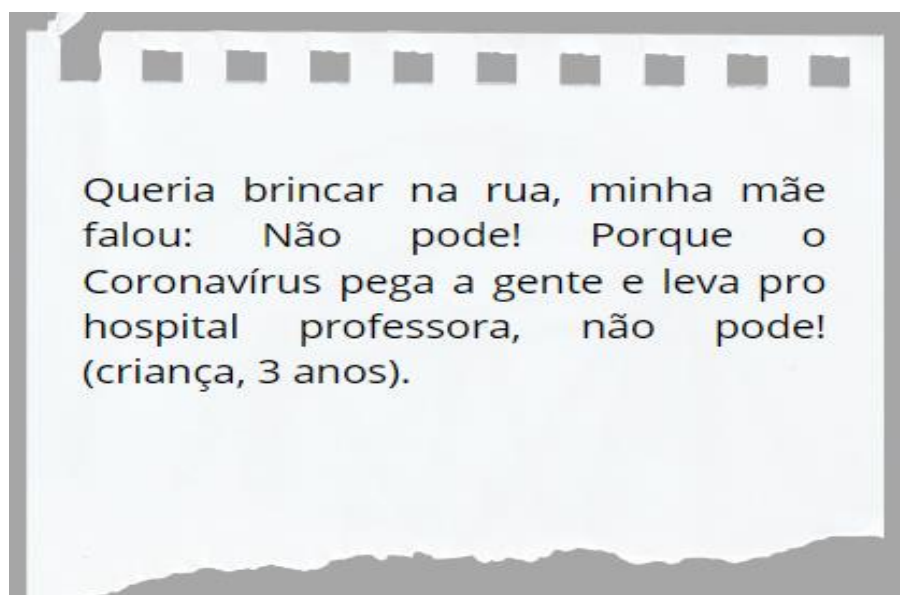 Queria brincar na rua, minha mãe
falou: Não pode! Porque o
Coronavírus pega a gente e leva pro
hospital professora, não pode!
(criança, 3 anos).